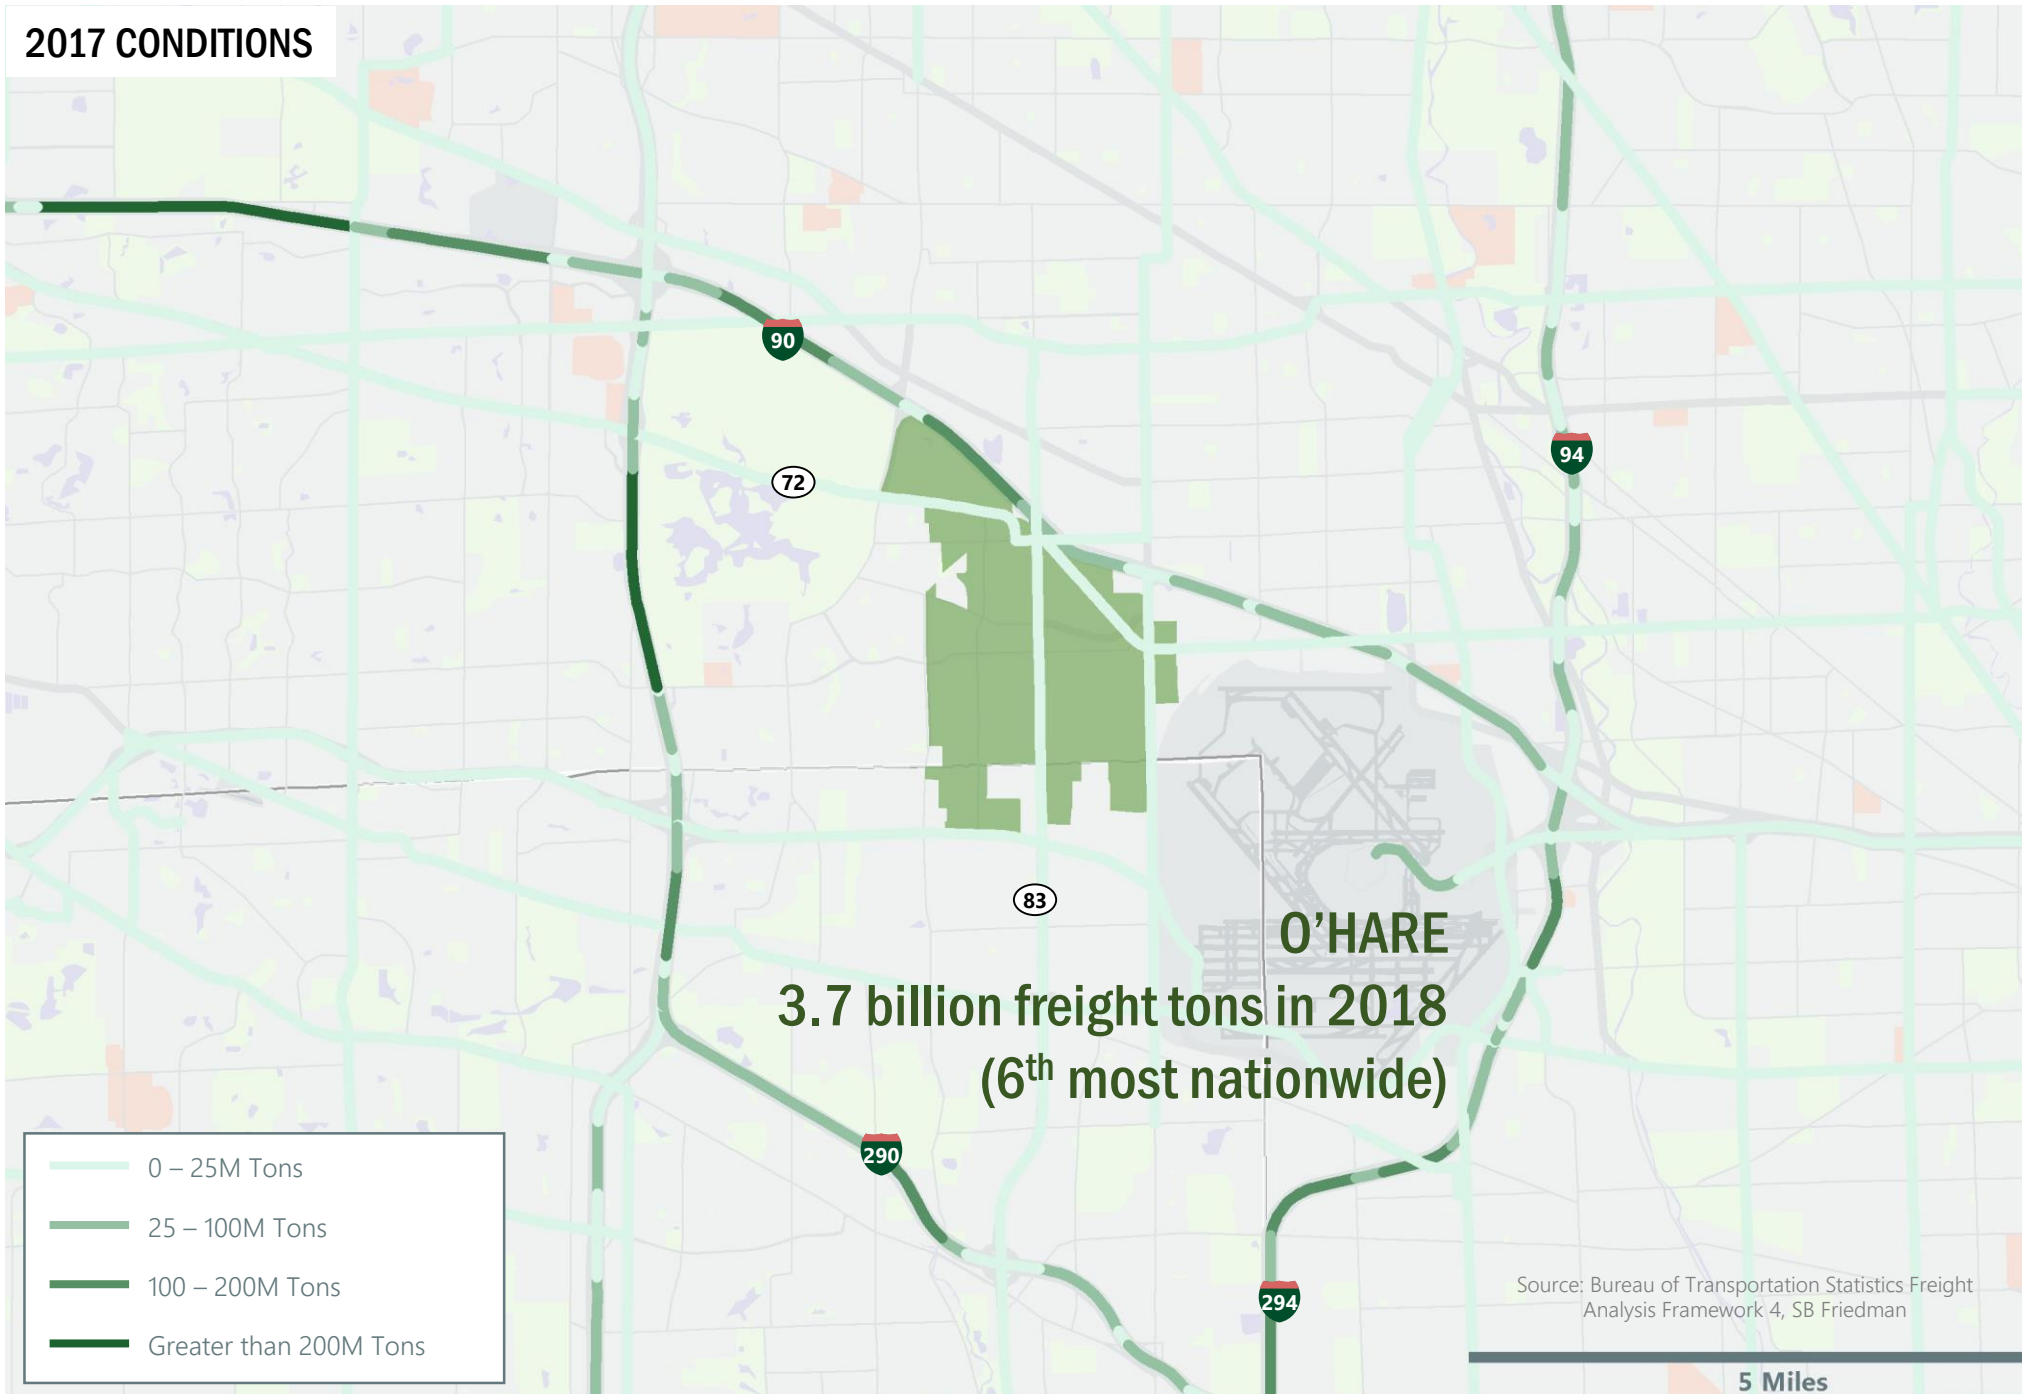 2017 CONDITIONS
90
94
72
83
O’HARE
3.7 billion freight tons in 2018
(6th most nationwide)
290
294
0 – 25M Tons
25 – 100M Tons
100 – 200M Tons
Greater than 200M Tons
Source: Bureau of Transportation Statistics Freight
Analysis Framework 4, SB Friedman
5 Miles